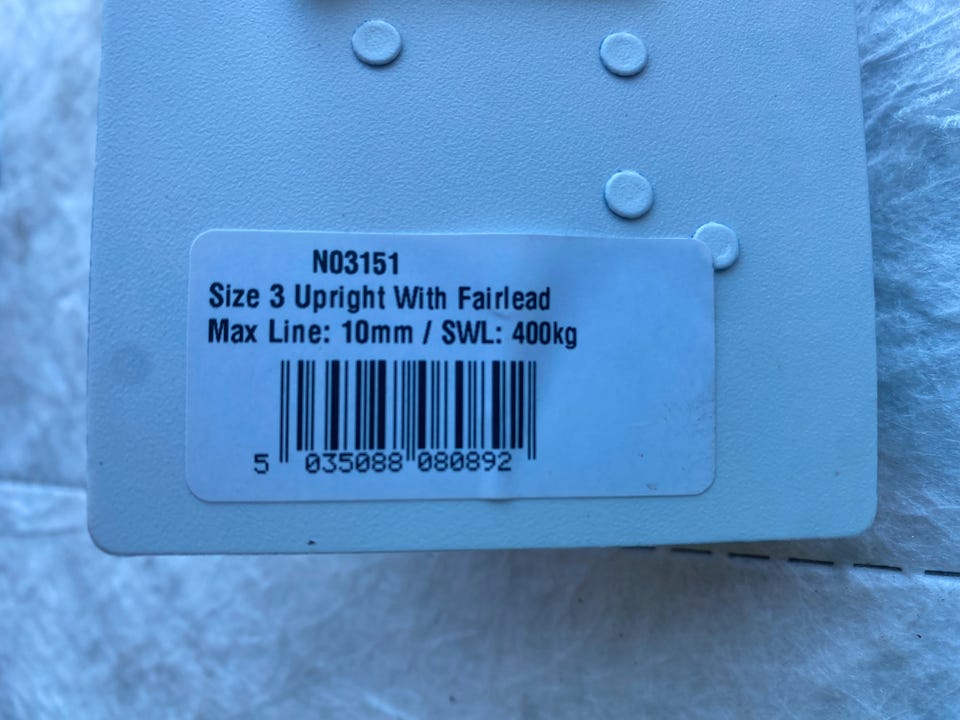 N03151
Size 3 Upright With Fairlead
Max Line: 10mm / SWL: 400kg
5 035088 080892